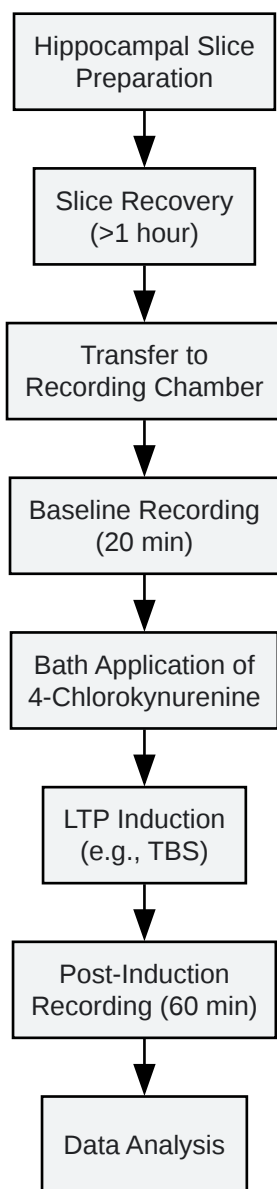 Hippocampal Slice
Preparation
Slice Recovery
(>1 hour)
Transfer to
Recording Chamber
Baseline Recording
(20 min)
Bath Application of
4-Chlorokynurenine
LTP Induction
(e.g., TBS)
Post-Induction
Recording (60 min)
Data Analysis